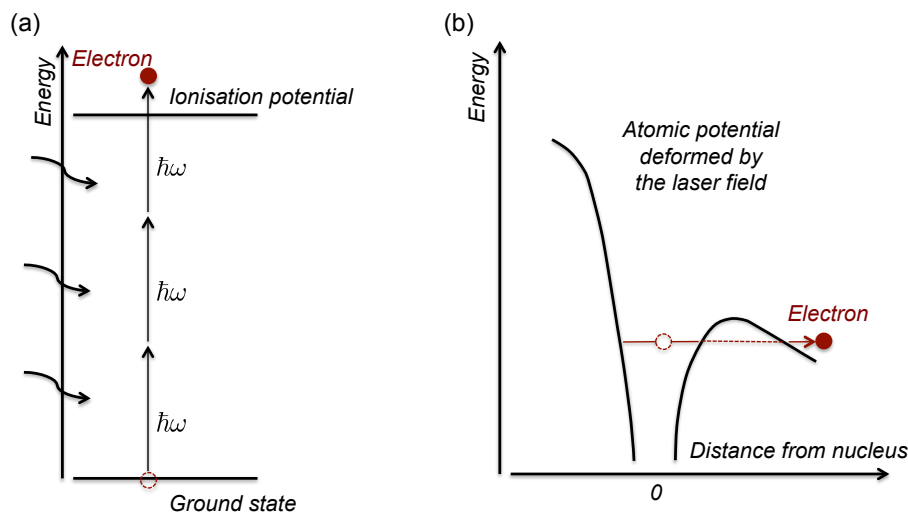 (a)
Electron
Energy
Ionisation potential
ħω
ħω
ħω
Ground state
(b)
Energy
Atomic potential
deformed by
the laser field
Electron
Distance from nucleus
0